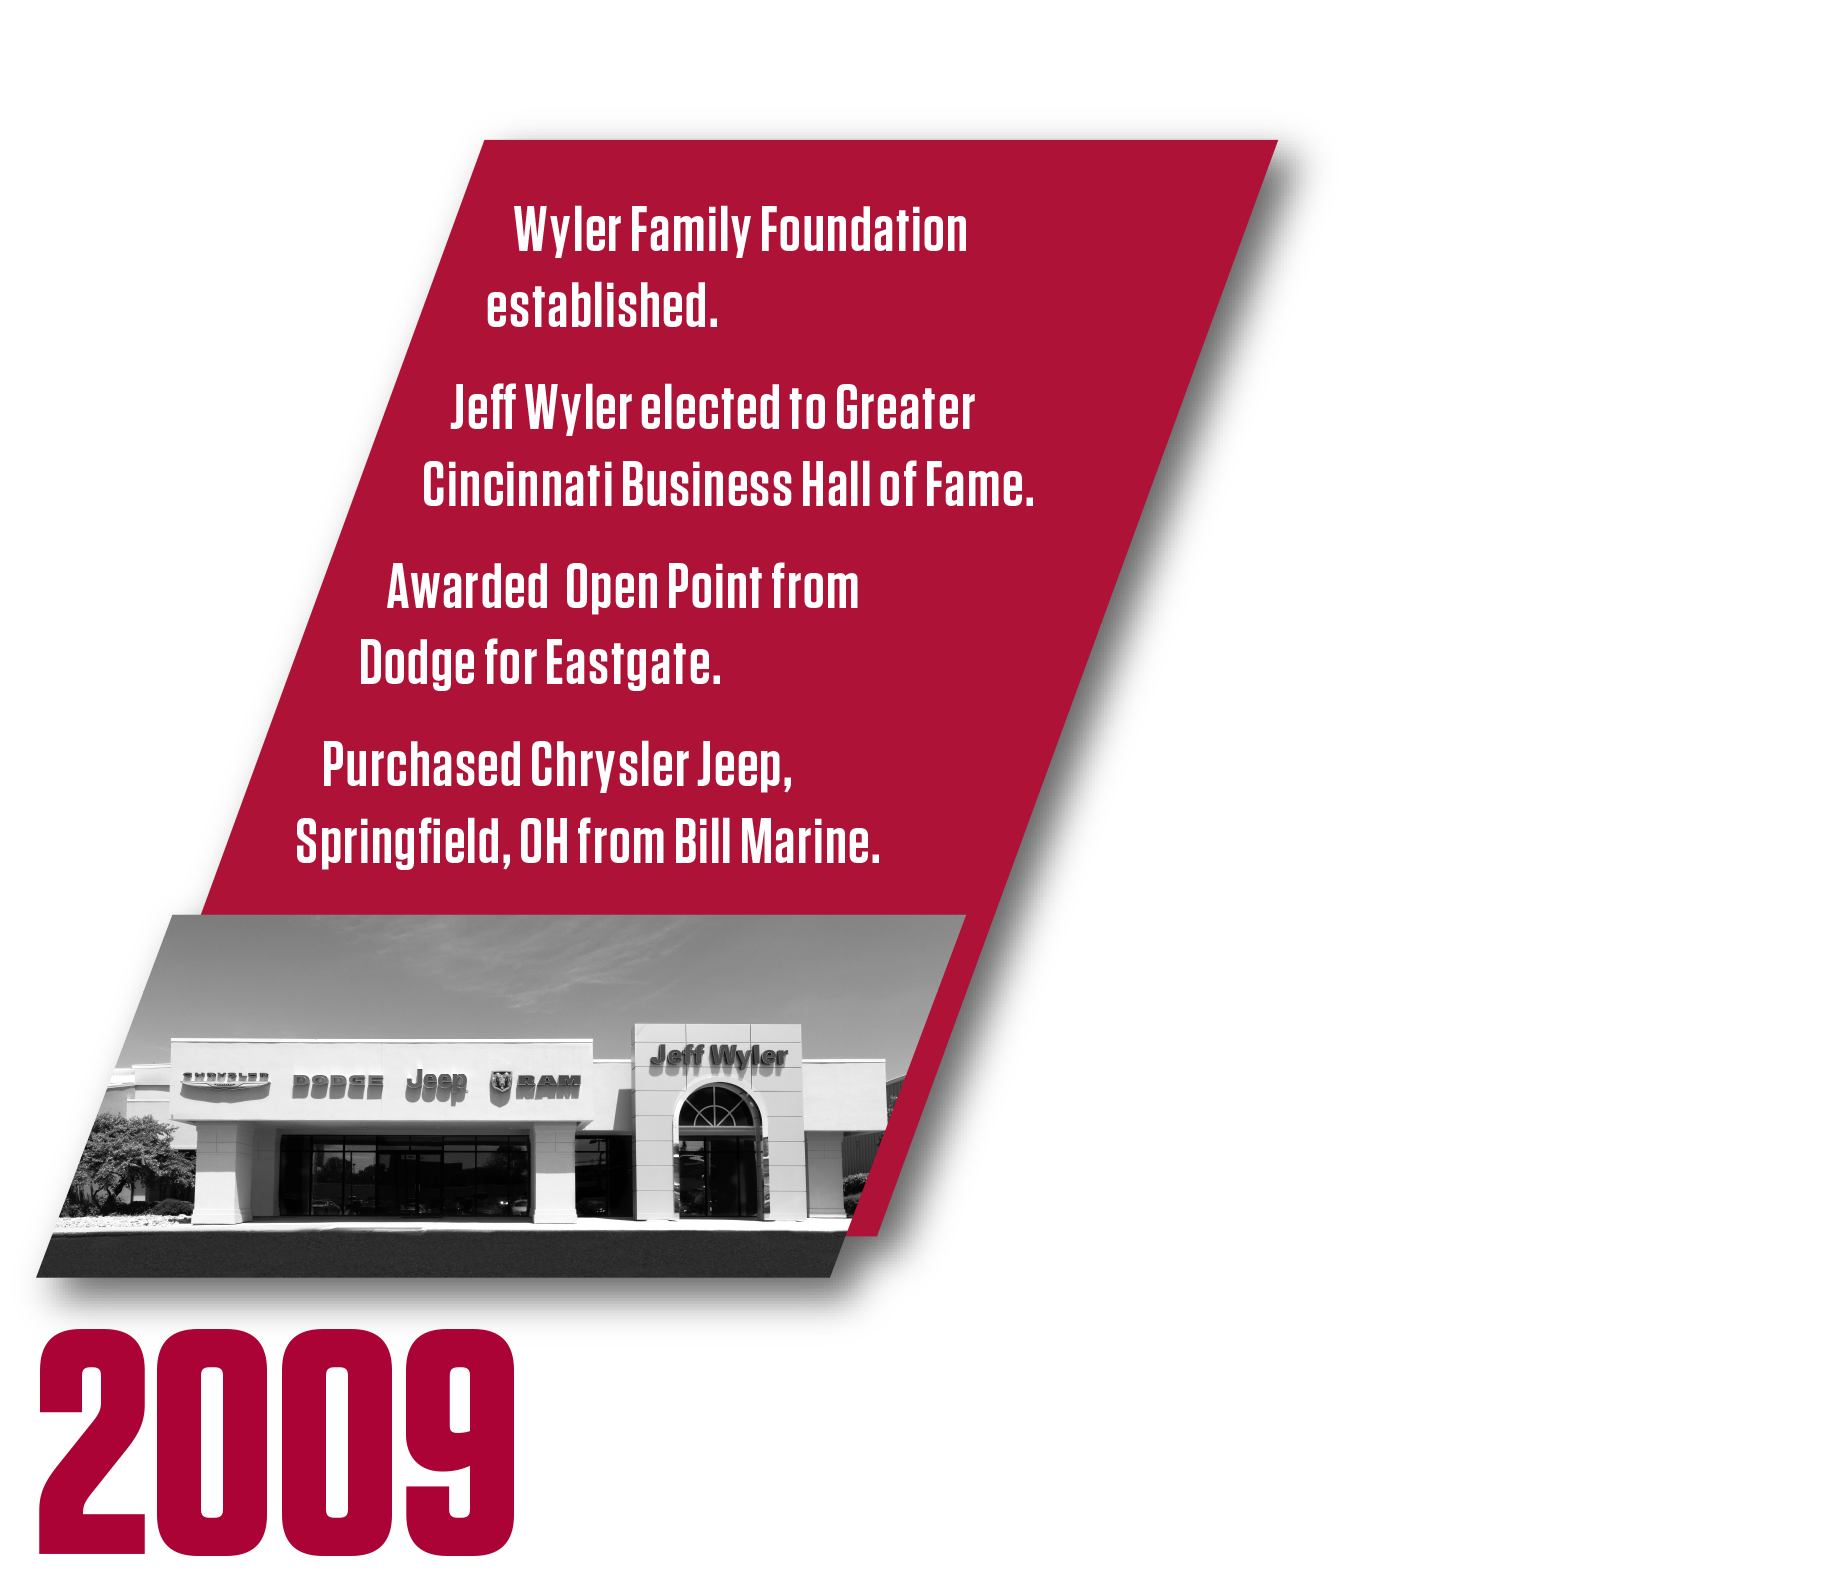 Wyler Family Foundation
established.
Jeff Wyler elected to Greater
Cincinnati Business Hall of Fame.
Awarded Open Point from
Dodge for Eastgate.
Purchased Chrysler Jeep,
Springfield, OH from Bill Marine.
Jeff Wyler
CHRYSLER DODGE Jeep RAM
2009